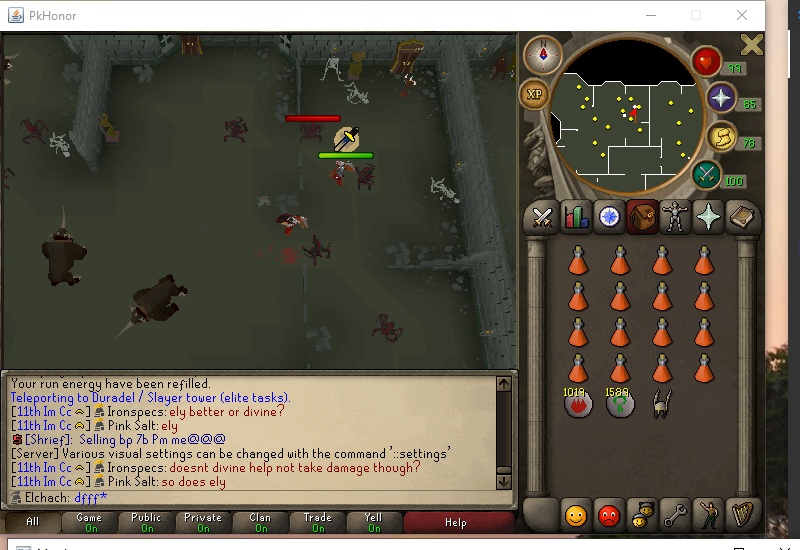 PkHonor
N
XP
99
85
78
100
1019 1589
Your run energy have been refilled.
Teleporting to Duradel / Slayer tower (elite tasks).
[11th Im Cc] Ironspecs: ely better or divine?
[11th Im Cc] Pink Salt: ely
[Shrief]: Selling bp 7b Pm me@@@
[Server] Various visual settings can be changed with the command '::settings'
[11th Im Cc] Ironspecs: doesnt divine help not take damage though?
[11th Im Cc] Pink Salt: so does ely
Elchach: dfff*
All Game Public Private Clan Trade Yell Help
On On On On On On